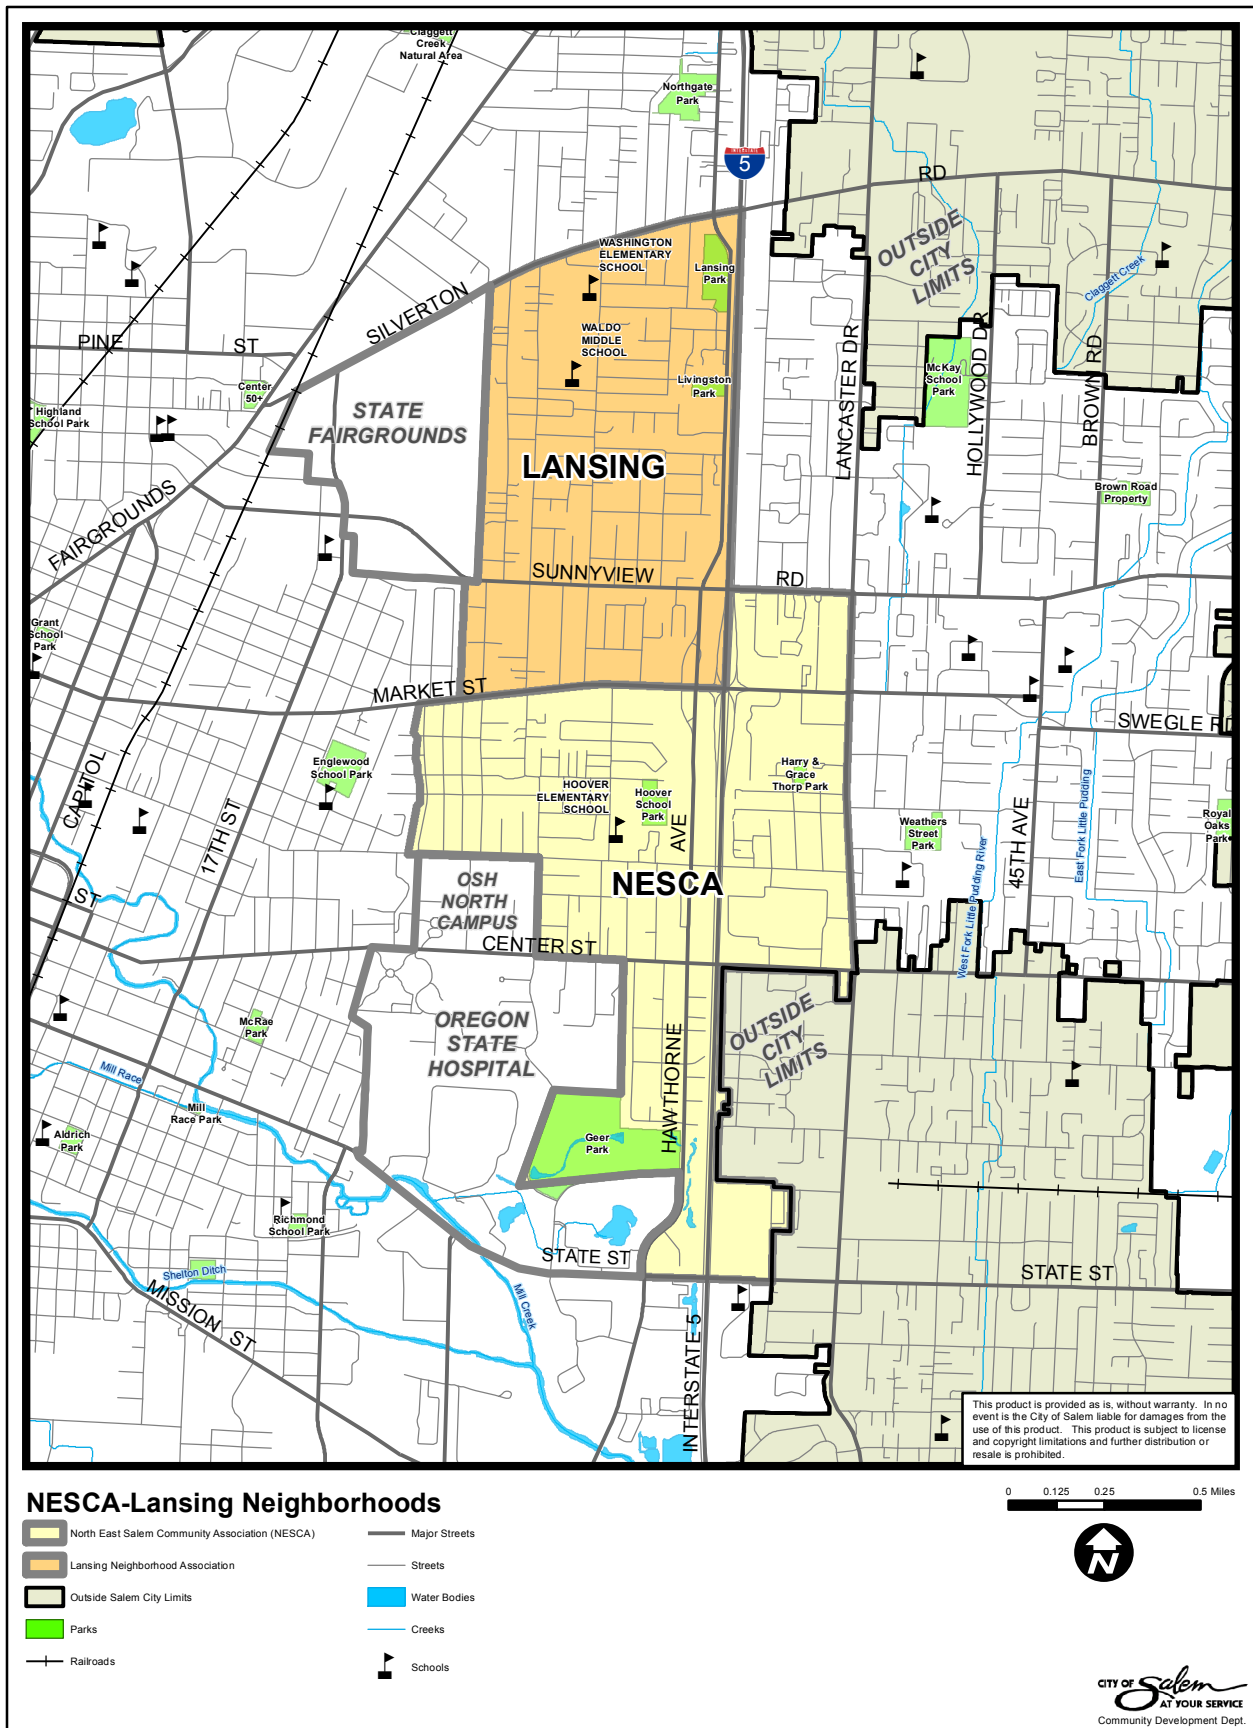 Claggett
Creek
Natural Area
Northgate
Park
INTERSTATE
5
RD
WASHINGTON
ELEMENTARY
SCHOOL
Lansing
Park
OUTSIDE
CITY
LIMITS
Claggett Creek
SILVERTON
WALDO
MIDDLE
SCHOOL
PINE ST
Center
50+
Livingston
Park
LANCASTER DR
McKay
School
Park
HOLLYWOOD DR
BROWN RD
Highland
School Park
STATE
FAIRGROUNDS
LANSING
Brown Road
Property
FAIRGROUNDS
SUNNYVIEW RD
Grant
School
Park
MARKET ST
SWEGLE RD
Englewood
School Park
CAPITOL
17TH ST
HOOVER
ELEMENTARY
SCHOOL
Hoover
School
Park
AVE
Harry &
Grace
Thorp Park
Weathers
Street
Park
45TH AVE
East Fork Little Pudding
West Fork Little Pudding River
Royal
Oaks
Park
NESCA
OSH
NORTH
CAMPUS
ST
CENTER ST
McRae
Park
OREGON
STATE
HOSPITAL
HAWTHORNE
OUTSIDE
CITY
LIMITS
Mill Race
Mill
Race Park
Aldrich
Park
Geer
Park
Richmond
School Park
STATE ST
STATE ST
Shelton Ditch
MISSION ST
Mill Creek
INTERSTATE 5
This product is provided as is, without warranty. In no
event is the City of Salem liable for damages from the
use of this product. This product is subject to license
and copyright limitations and further distribution or
resale is prohibited.
NESCA-Lansing Neighborhoods
0 0.125 0.25 0.5 Miles
North East Salem Community Association (NESCA)
Major Streets
Lansing Neighborhood Association
Streets
Outside Salem City Limits
Water Bodies
Parks
Creeks
Railroads
Schools
N
CITY OF Salem
AT YOUR SERVICE
Community Development Dept.